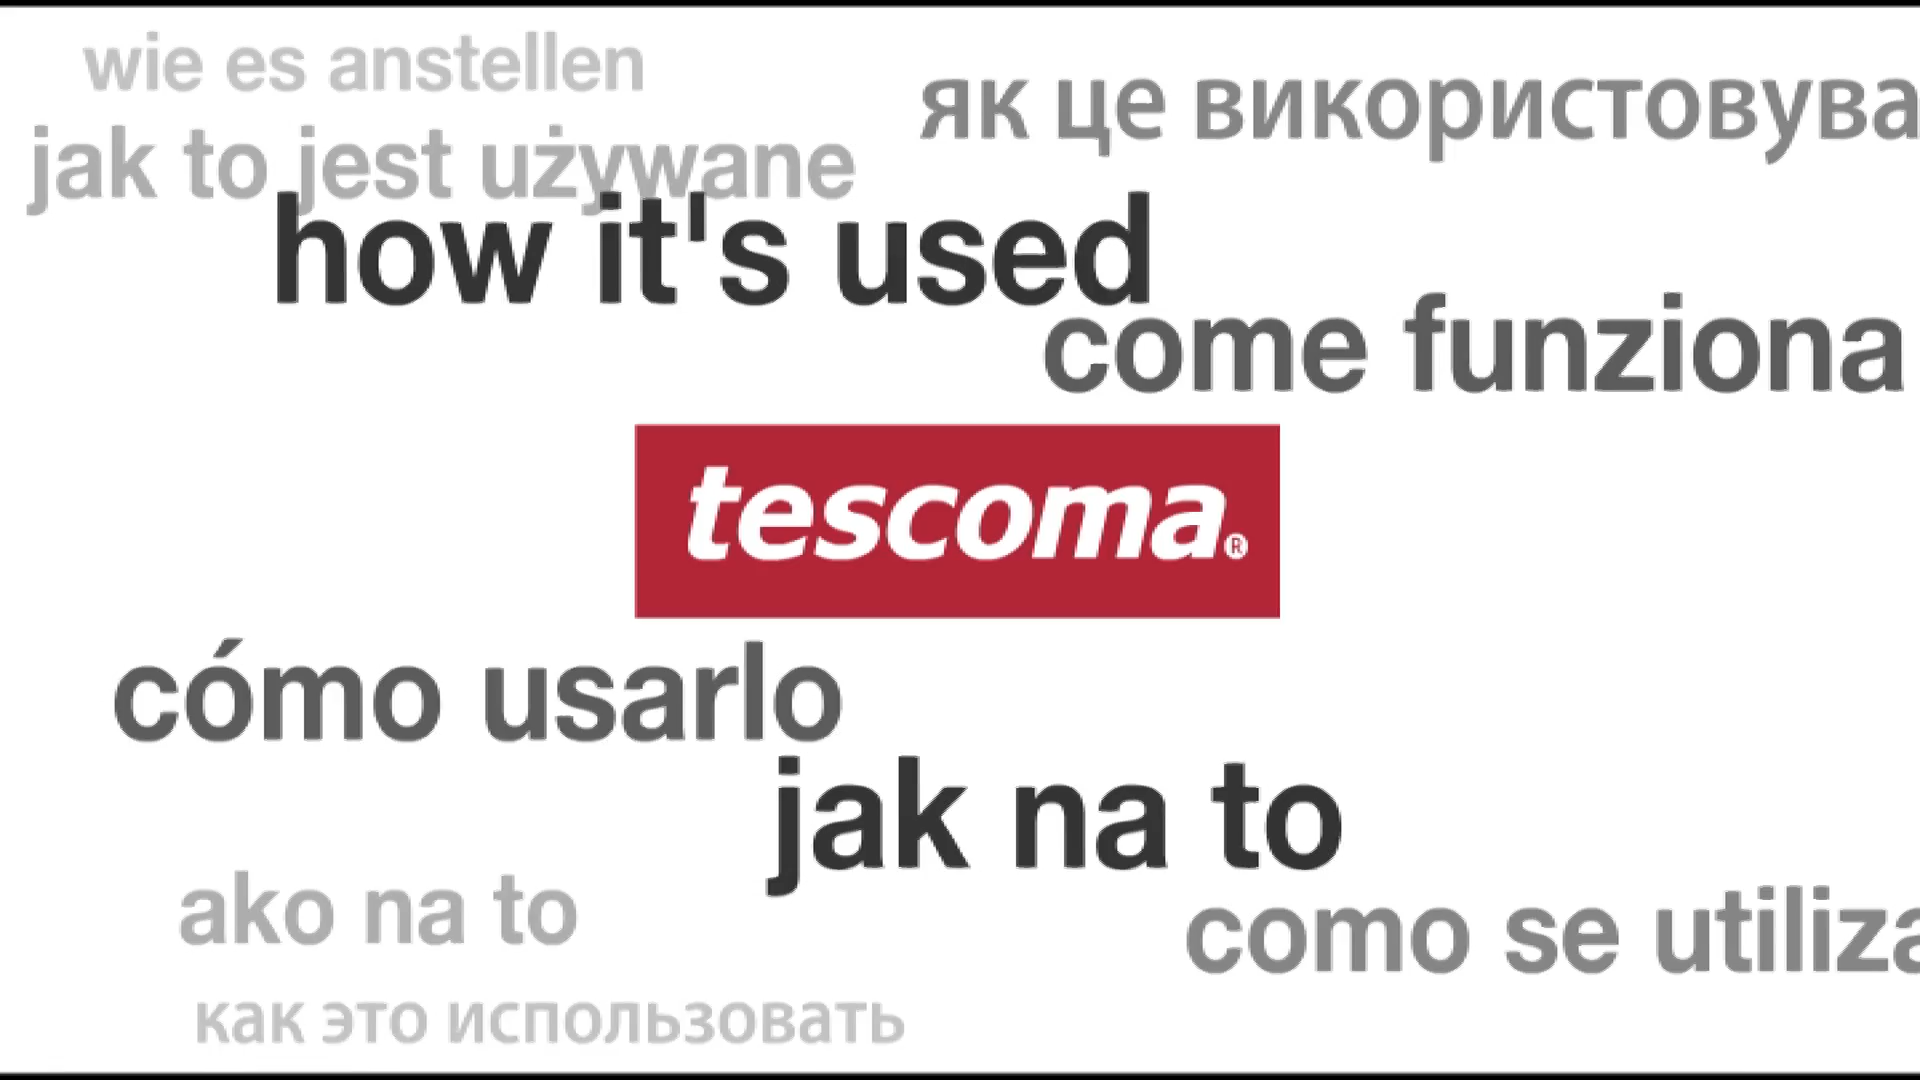 wie es anstellen
як це використовува
jak to jest używane
how it's used
come funziona
tescoma®
cómo usarlo
jak na to
ako na to
como se utiliza
как это использовать